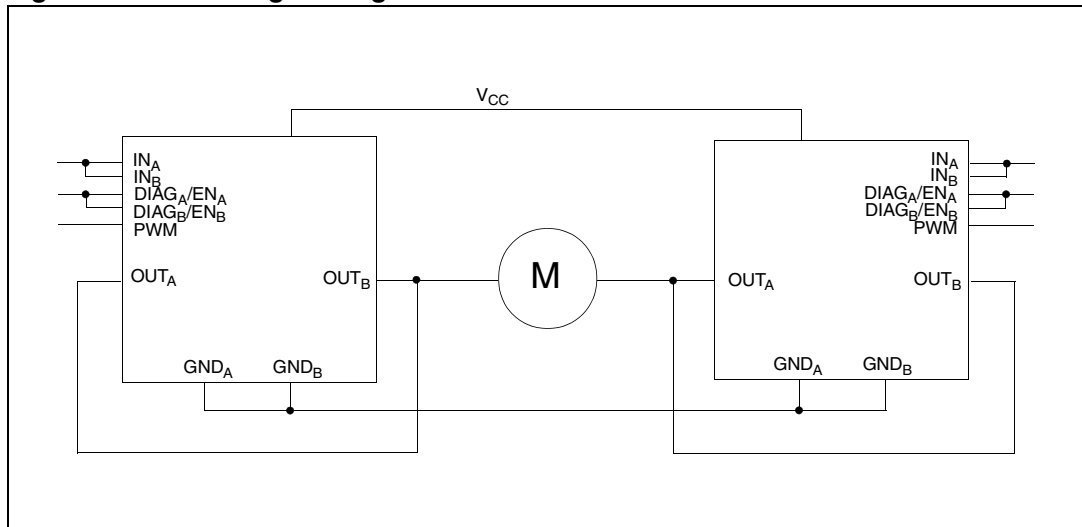 V_CC
IN_A
IN_B
DIAG_A/EN_A
DIAG_B/EN_B
PWM
OUT_A
OUT_B
GND_A
GND_B
M
IN_A
IN_B
DIAG_A/EN_A
DIAG_B/EN_B
PWM
OUT_A
OUT_B
GND_A
GND_B